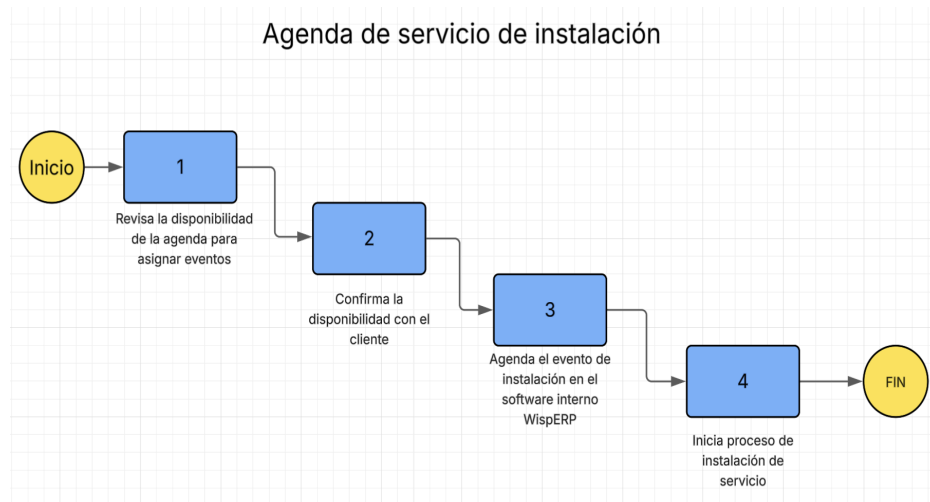 Agenda de servicio de instalación
Inicio
1
Revisa la disponibilidad
de la agenda para
asignar eventos
2
Confirma la
disponibilidad con el
cliente
3
Agenda el evento de
instalación en el
software interno
WispERP
4
Inicia proceso de
instalación de
servicio
FIN